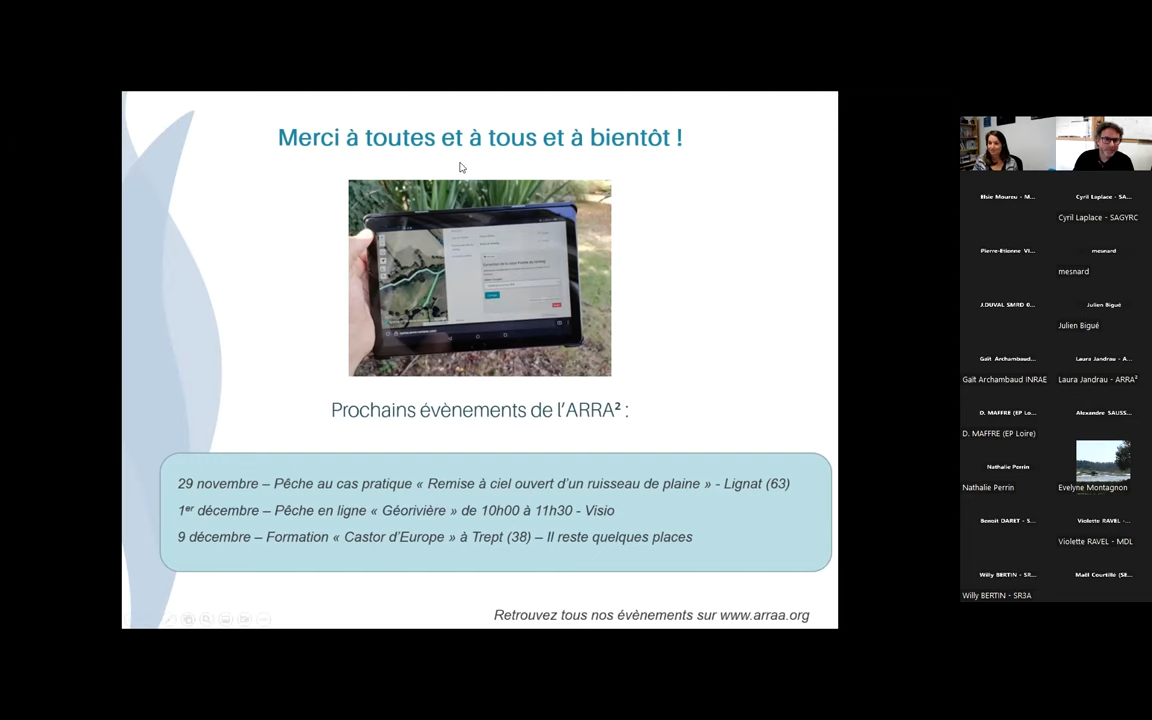 Merci à toutes et à tous et à bientôt !
Prochains évènements de l'ARRA² :
29 novembre – Pêche au cas pratique « Remise à ciel ouvert d'un ruisseau de plaine » - Lignat (63)
1er décembre – Pêche en ligne « Géorivière » de 10h00 à 11h30 - Visio
9 décembre – Formation « Castor d'Europe » à Trept (38) – Il reste quelques places
Retrouvez tous nos évènements sur www.arraa.org
Elsie Mourou - M...
Cyril Laplace - SA...
Cyril Laplace - SAGYRC
Pierre-Etienne VI...
mesnard
mesnard
J.DUVAL SMRD 0...
Julien Bigué
Julien Bigué
Gait Archambaud...
Laura Jandrau - A...
Gait Archambaud INRAE
Laura Jandrau - ARRA²
D. MAFFRE (EP Lo...
Alexandre SAUSS...
D. MAFFRE (EP Loire)
Nathalie Perrin
Nathalie Perrin
Evelyne Montagnon
Benoit DARET - S...
Violette RAVEL -...
Violette RAVEL - MDL
Willy BERTIN - SR...
Maël Courtillé (SE...
Willy BERTIN - SR3A